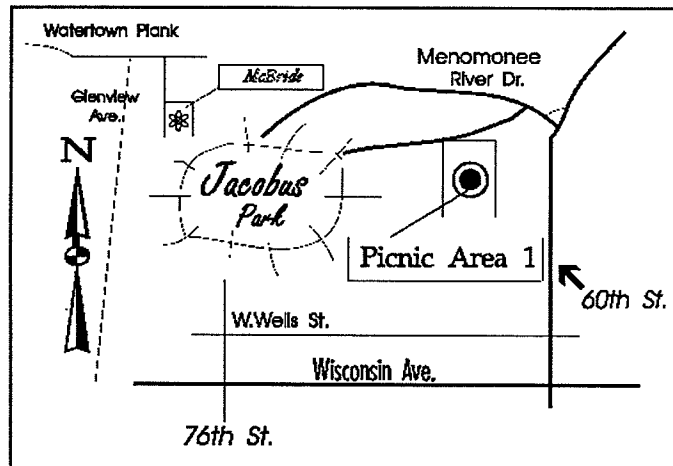 Watertown Plank
McBride
Menomonee
River Dr.
Glenview
Ave.
N
Jacobus
Park
Picnic Area 1
60th St.
W.Wells St.
Wisconsin Ave.
76th St.